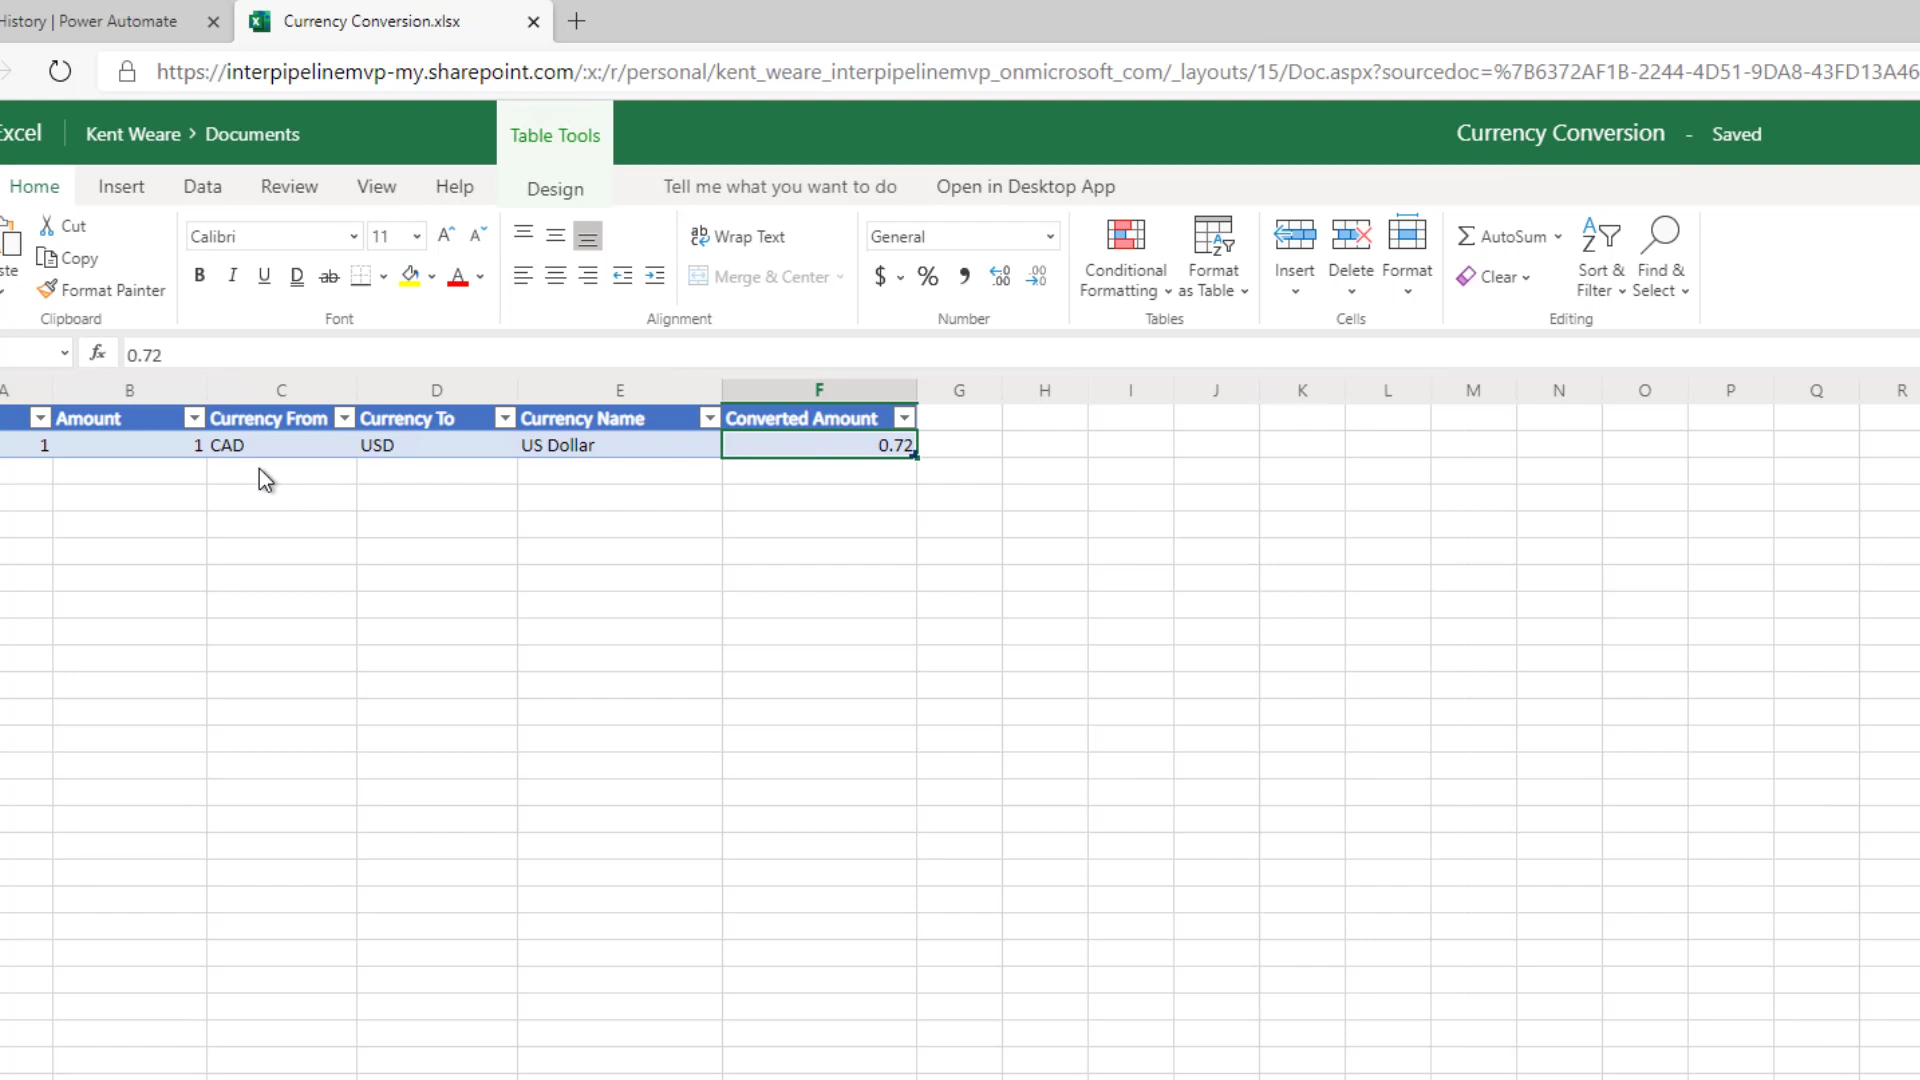 History | Power Automate
Currency Conversion.xlsx
https://interpipelinemvp-my.sharepoint.com/:x:/r/personal/kent_weare_interpipelinemvp_onmicrosoft_com/_layouts/15/Doc.aspx?sourcedoc=%7B6372AF1B-2244-4D51-9DA8-43FD13A46
Excel Kent Weare > Documents Table Tools Currency Conversion - Saved
Home Insert Data Review View Help Design Tell me what you want to do Open in Desktop App
Cut
Copy
Format Painter
Clipboard
Calibri 11 A^ A˅
B I U D ab A
Font
ab Wrap Text
Merge & Center
Alignment
General
$ % , .00 .00
Number
Conditional Formatting
Format as Table
Tables
Insert Delete Format
Cells
AutoSum
Clear
Sort & Filter
Find & Select
Editing
fx 0.72
A B C D E F G H I J K L M N O P Q R
Amount Currency From Currency To Currency Name Converted Amount
1 1 CAD USD US Dollar 0.72